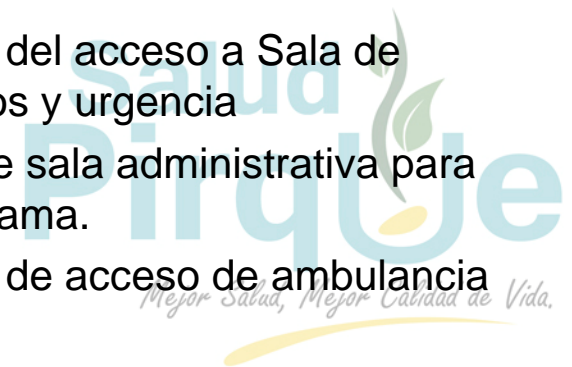 del acceso a Sala de
Salud
os y urgencia
e sala administrativa para
Pirque
ama.
de acceso de ambulancia
Mejor Salud, Mejor Calidad de Vida.